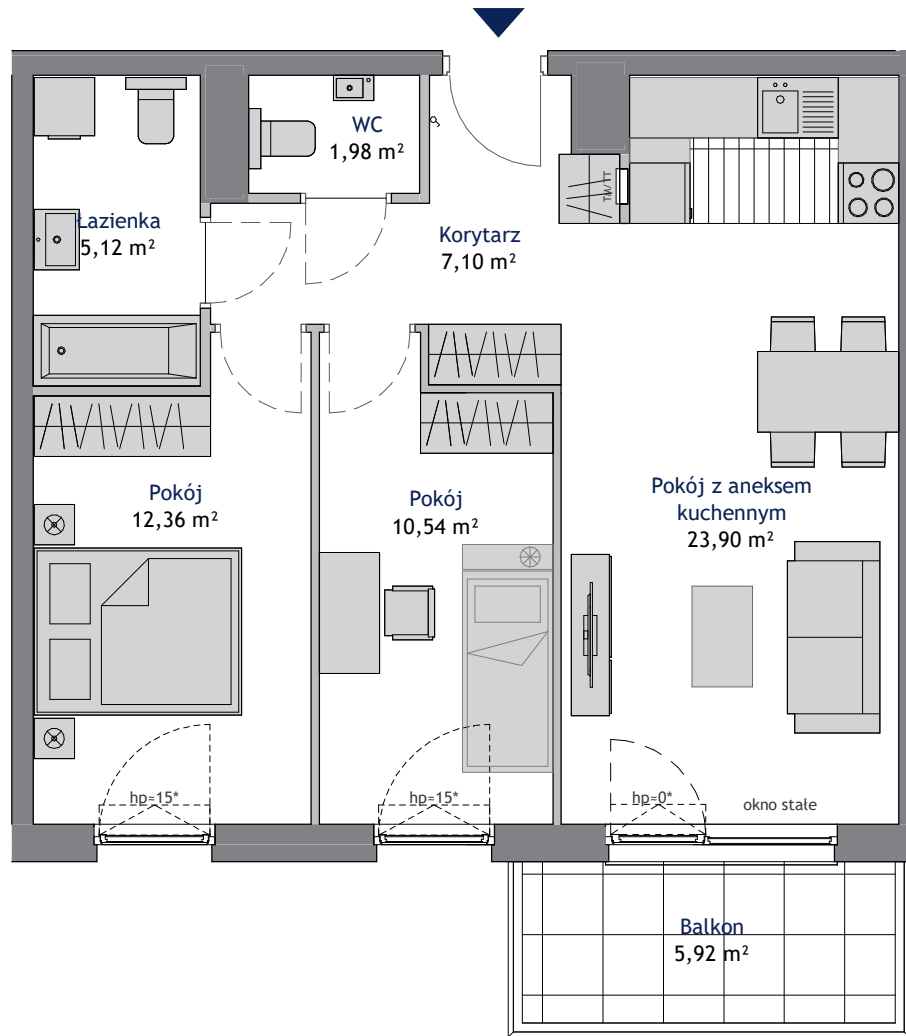 WC
1,98 m²
TM/TT
Łazienka
5,12 m²
Korytarz
7,10 m²
Pokój
12,36 m²
Pokój
10,54 m²
Pokój z aneksem
kuchennym
23,90 m²
hp≈15*
hp≈15*
hp≈0*
okno stałe
Balkon
5,92 m²